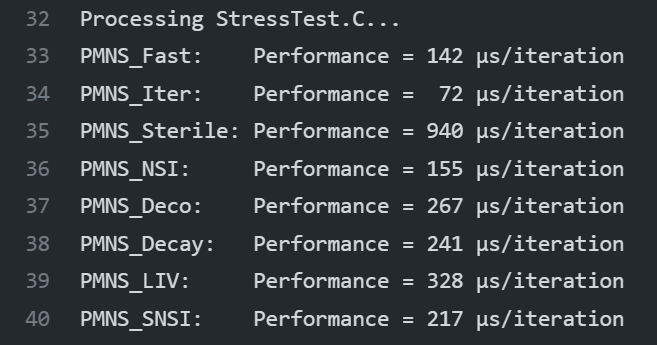 32 Processing StressTest.C...
33 PMNS_Fast:    Performance = 142 μs/iteration
34 PMNS_Iter:    Performance =  72 μs/iteration
35 PMNS_Sterile: Performance = 940 μs/iteration
36 PMNS_NSI:     Performance = 155 μs/iteration
37 PMNS_Deco:    Performance = 267 μs/iteration
38 PMNS_Decay:   Performance = 241 μs/iteration
39 PMNS_LIV:     Performance = 328 μs/iteration
40 PMNS_SNSI:    Performance = 217 μs/iteration